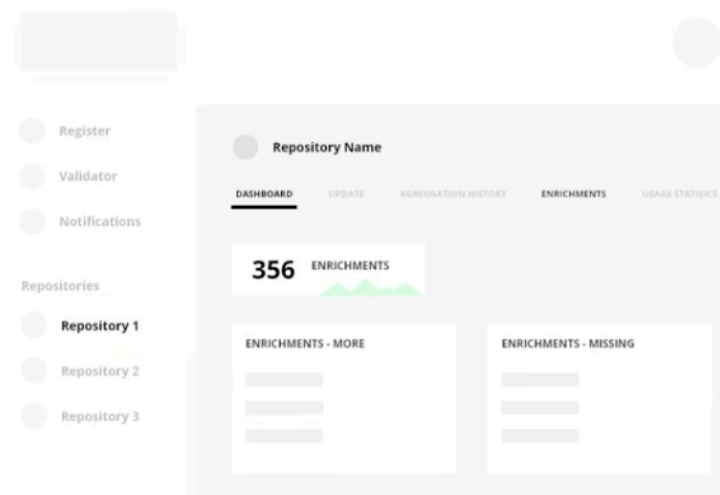 Register
Validator
Notifications
Repositories
Repository 1
Repository 2
Repository 3
Repository Name
DASHBOARD UPDATE AGREGGATION HISTORY ENRICHMENTS USAGE STATISICS
356 ENRICHMENTS
ENRICHMENTS - MORE
ENRICHMENTS - MISSING